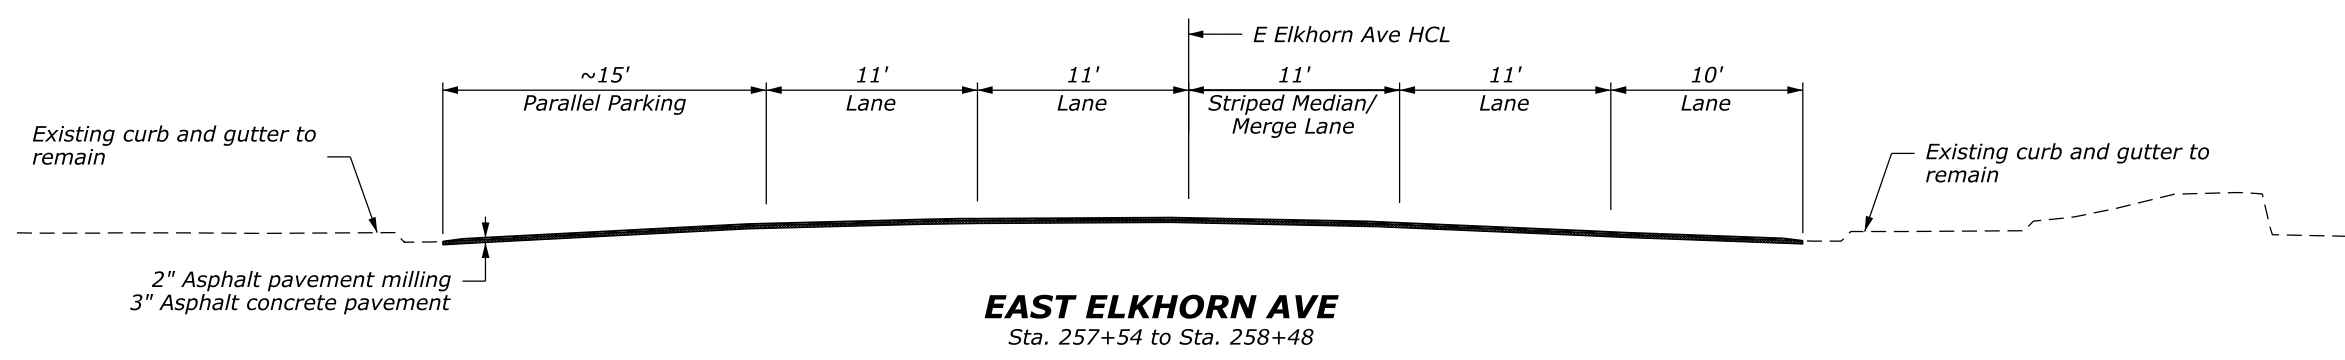 E Elkhorn Ave HCL
~15'
11'
11'
11'
11'
10'
Parallel Parking
Lane
Lane
Striped Median/
Merge Lane
Lane
Lane
Existing curb and gutter to
remain
Existing curb and gutter to
remain
2" Asphalt pavement milling
3" Asphalt concrete pavement
EAST ELKHORN AVE
Sta. 257+54 to Sta. 258+48